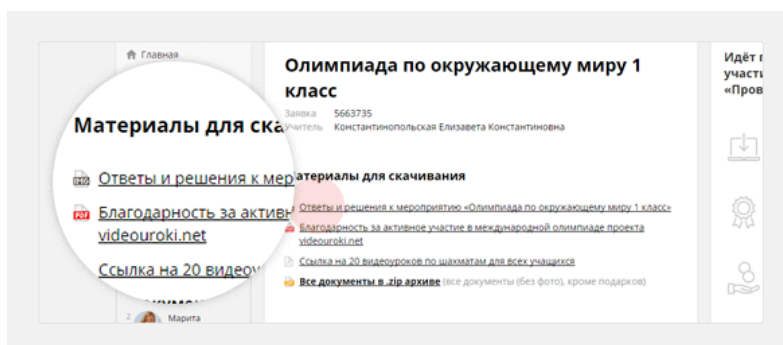 Главная
Материалы для ска
Ответы и решения к мер
Благодарность за активн
videouroki.net
Ссылка на 20 видеоу
2
Марита
Олимпиада по окружающему миру 1
класс
Заявка 5663735
Учитель Константинопольская Елизавета Константиновна
атериалы для скачивания
Ответы и решения к мероприятию «Олимпиада по окружающему миру 1 класс»
Благодарность за активное участие в международной олимпиаде проекта
videouroki.net
Ссылка на 20 видеоуроков по шахматам для всех учащихся
Все документы в .zip архиве (все документы (без фото), кроме подарков)
Идёт
участи
«Пров